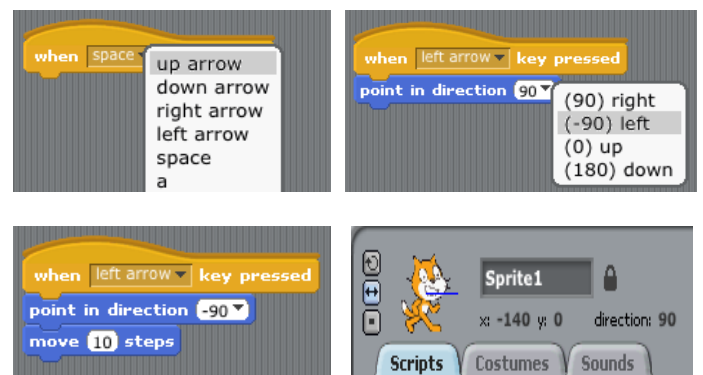 when space
up arrow
down arrow
right arrow
left arrow
space
a
when left arrow key pressed
point in direction 90
(90) right
(-90) left
(0) up
(180) down
when left arrow key pressed
point in direction -90
move 10 steps
Sprite1
x: -140 y: 0 direction: 90
Scripts Costumes Sounds